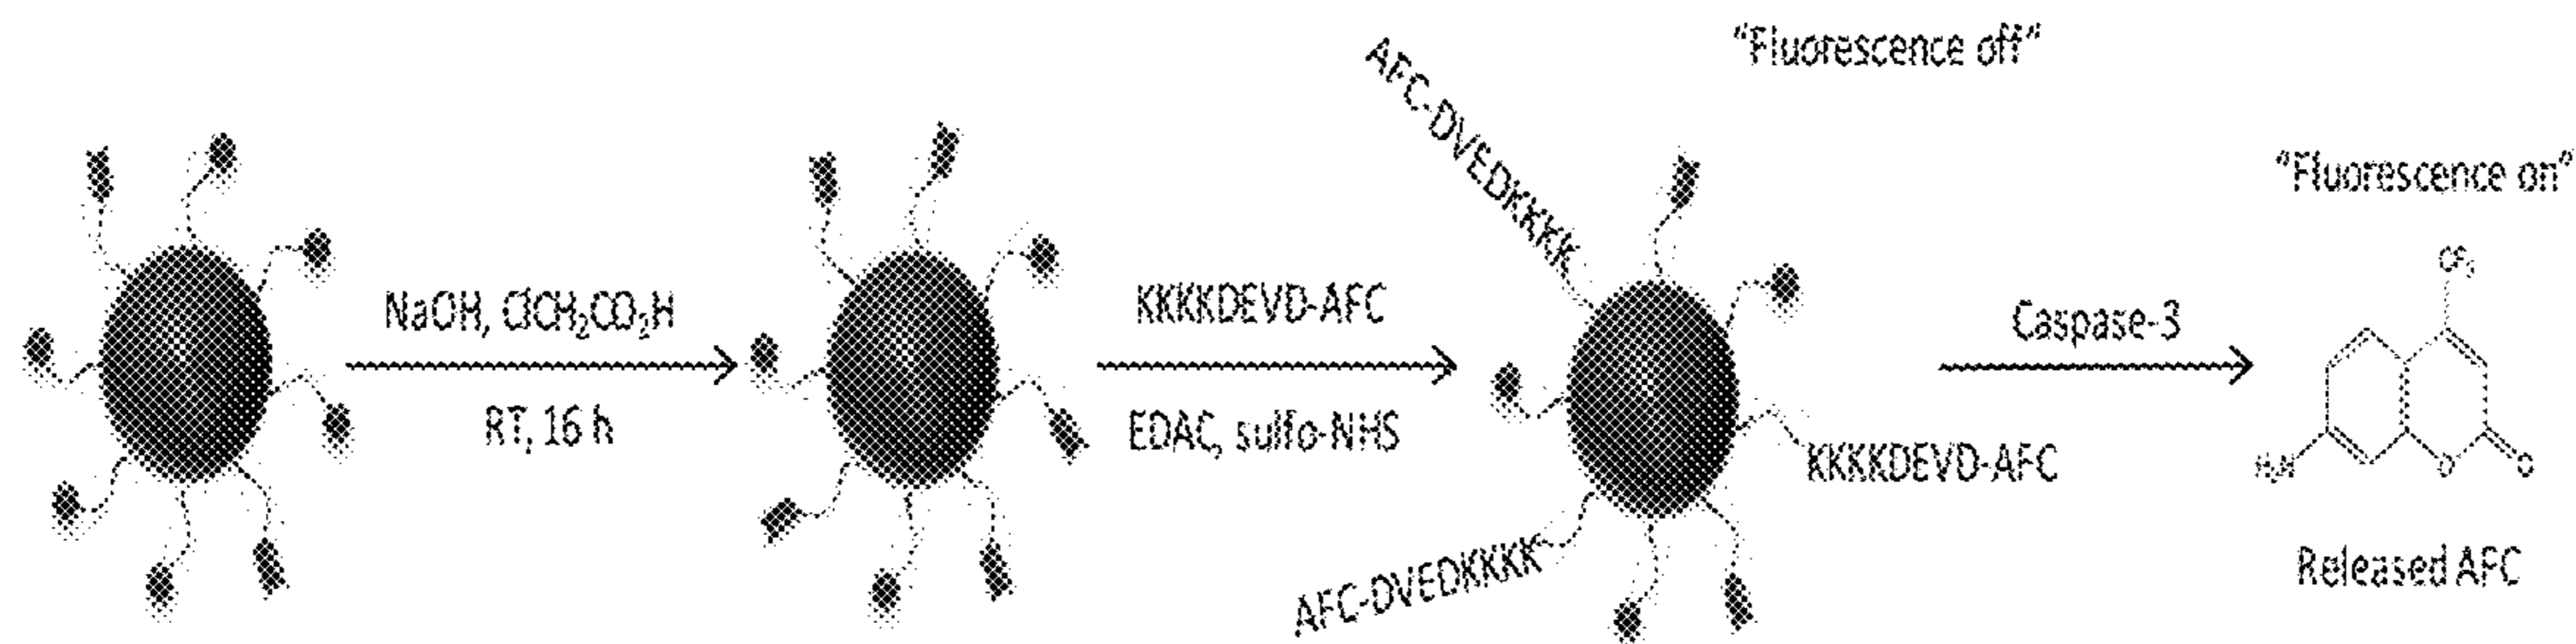 "Fluorescence off"
AFC-DVEDKKKK
"Fluorescence on"
NaOH, ClCH₂CO₂H
RT, 16 h
KKKKDEVD-AFC
EDAC, sulfo-NHS
Caspase-3
KKKKDEVD-AFC
AFC-DVEDKKKK
CF₃
H₂N
O
O
Released AFC